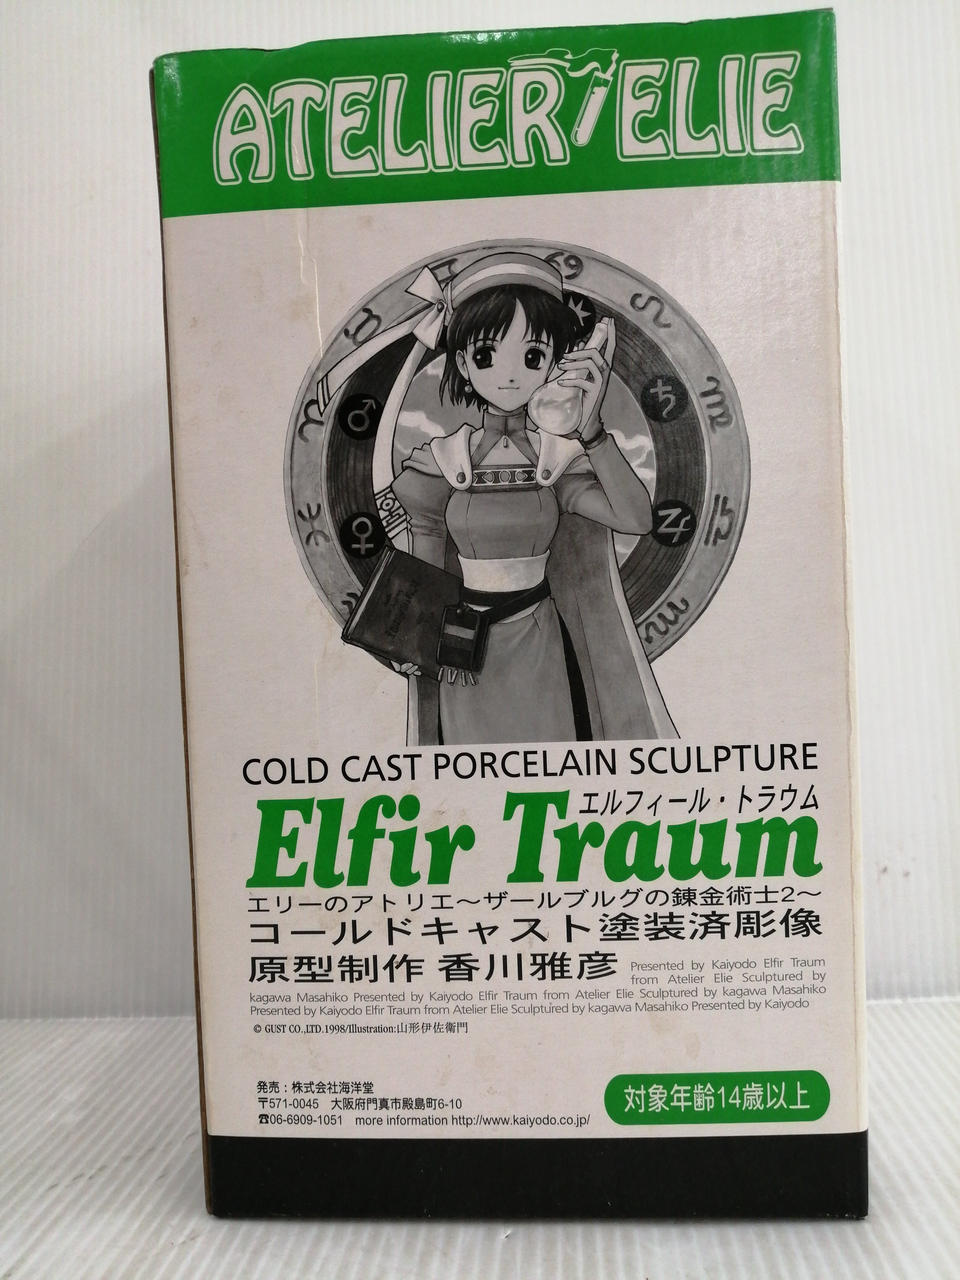 ATELIER ELIE
COLD CAST PORCELAIN SCULPTURE
エルフィール・トラウム
Elfir Traum
エリーのアトリエ～ザールブルグの錬金術士2～
コールドキャスト塗装済彫像
原型制作 香川雅彦
Presented by Kaiyodo Elfir Traum
from Atelier Elie Sculptured by
kagawa Masahiko Presented by Kaiyodo Elfir Traum from Atelier Elie Sculptured by kagawa Masahiko
Presented by Kaiyodo Elfir Traum from Atelier Elie Sculptured by kagawa Masahiko Presented by Kaiyodo
© GUST CO.,LTD.1998/Illustration:山形伊佐衛門
発売：株式会社海洋堂
〒571-0045 大阪府門真市殿島町6-10
☎06-6909-1051 more information http://www.kaiyodo.co.jp/
対象年齢14歳以上